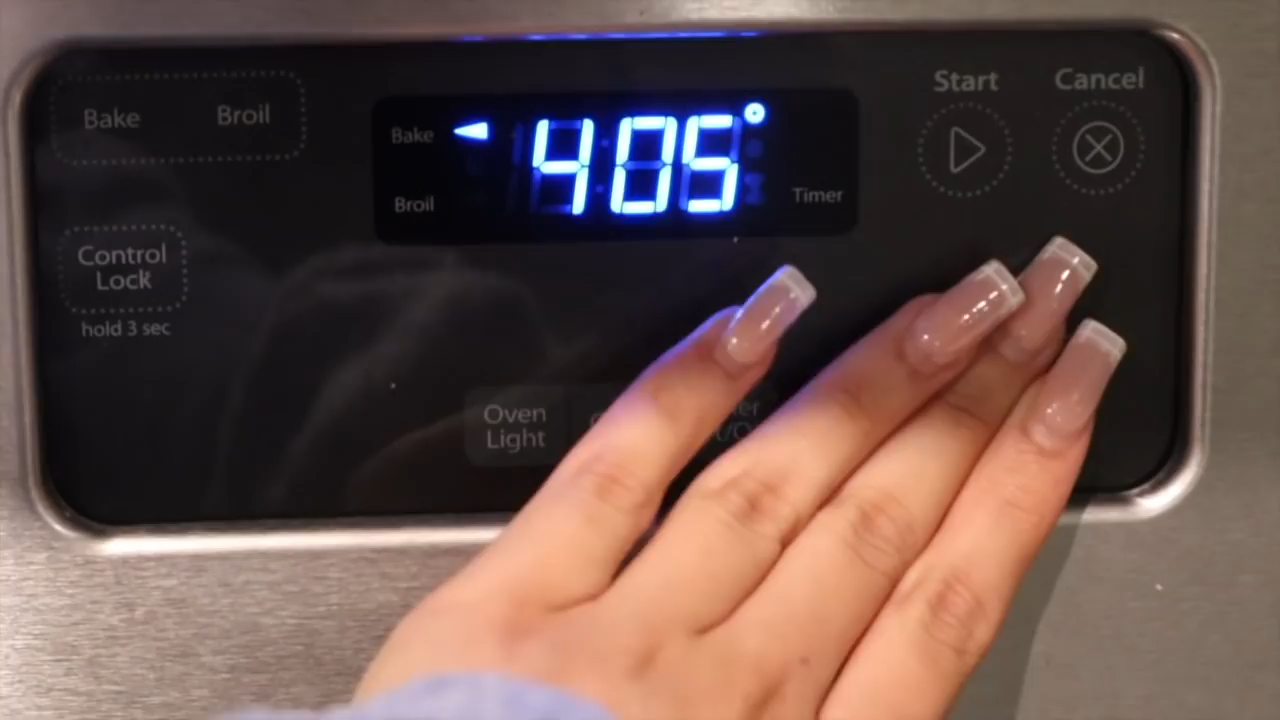 Bake Broil
Start Cancel
Bake 405°
Broil Timer
Control
Lock
hold 3 sec
Oven
Light